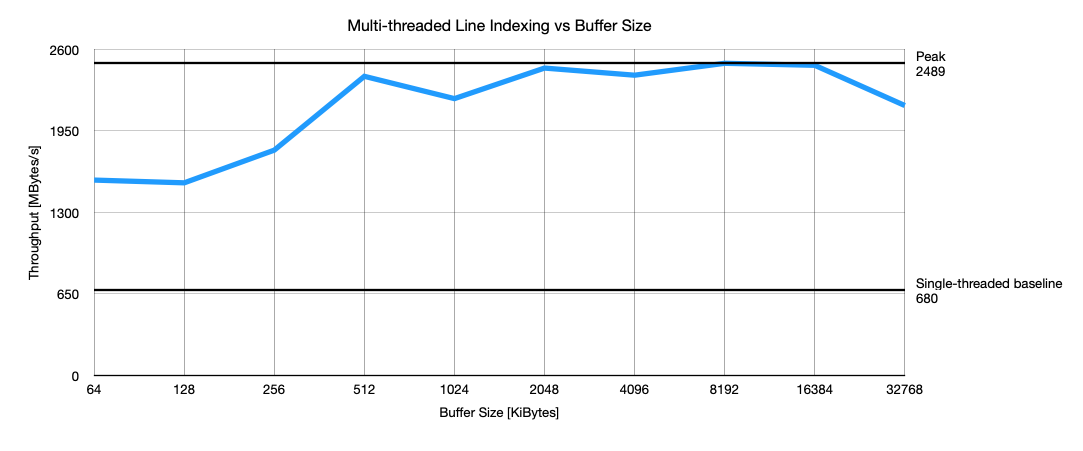 Multi-threaded Line Indexing vs Buffer Size
2600
1950
1300
650
0
Throughput [MBytes/s]
Peak
2489
Single-threaded baseline
680
64 128 256 512 1024 2048 4096 8192 16384 32768
Buffer Size [KiBytes]